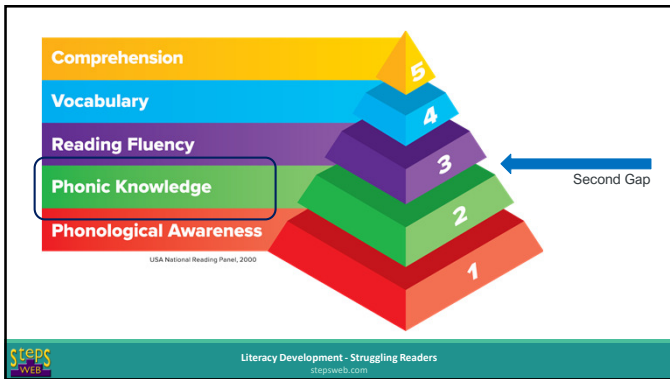 Comprehension
5
Vocabulary
4
Reading Fluency
3
Second Gap
Phonic Knowledge
2
Phonological Awareness
1
USA National Reading Panel, 2000
StepS
WEB
Literacy Development - Struggling Readers
stepsweb.com